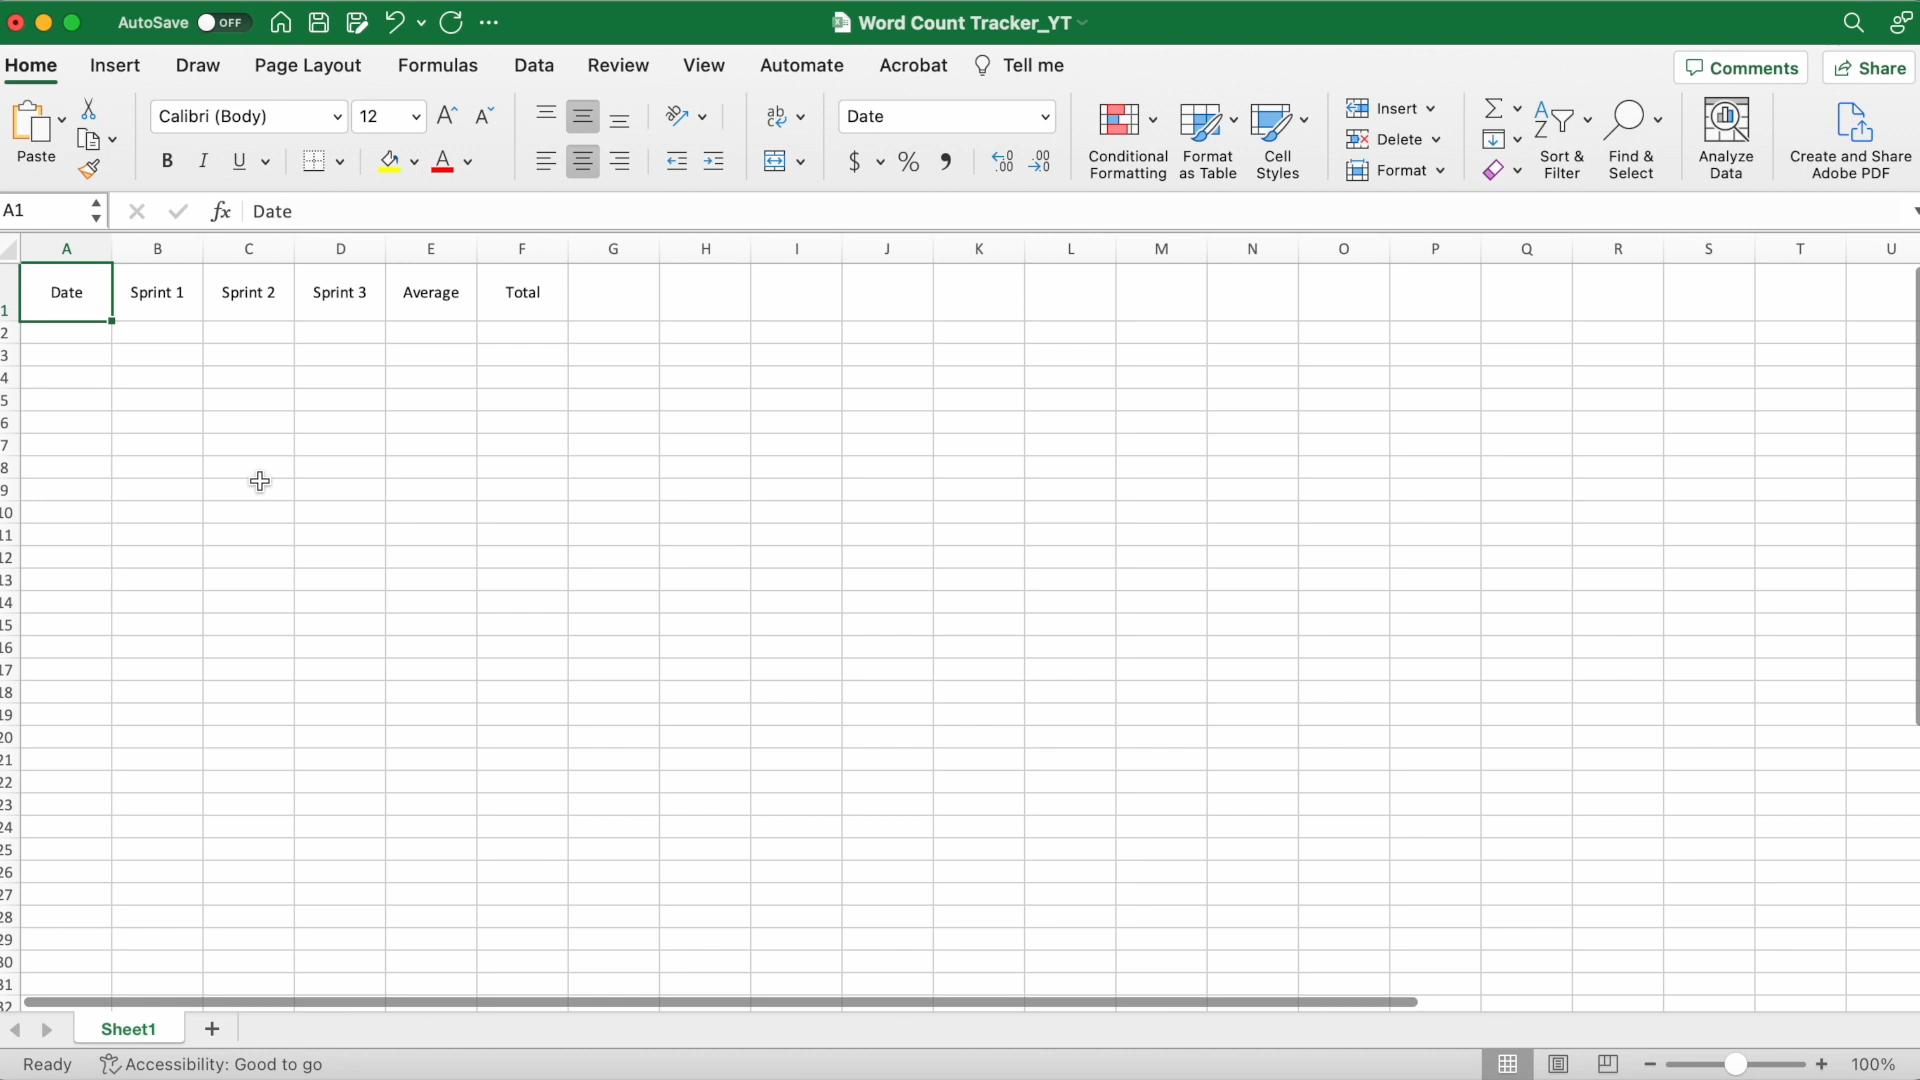 AutoSave OFF Word Count Tracker_YT
Home Insert Draw Page Layout Formulas Data Review View Automate Acrobat Tell me Comments Share
Paste Calibri (Body) 12 Date
B I U $ % Conditional Formatting Format as Table Cell Styles
Insert
Delete
Format
Sort & Filter Find & Select Analyze Data Create and Share Adobe PDF
A1 fx Date
A B C D E F G H I J K L M N O P Q R S T U
1 Date Sprint 1 Sprint 2 Sprint 3 Average Total
2
3
4
5
6
7
8
9
10
11
12
13
14
15
16
17
18
19
20
21
22
23
24
25
26
27
28
29
30
31
32
Sheet1 +
Ready Accessibility: Good to go 100%